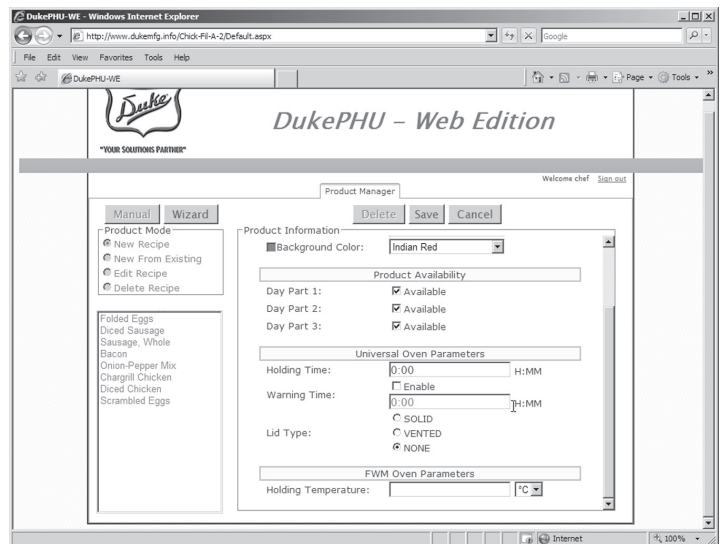 DukePHU-WE - Windows Internet Explorer
http://www.dukemfg.info/Chick-Fil-A-2/Default.aspx
Google
File Edit View Favorites Tools Help
DukePHU-WE
Page Tools
Duke
"YOUR SOLUTIONS PARTNER"
DukePHU – Web Edition
Welcome chef Sign out
Product Manager
Manual Wizard
Delete Save Cancel
Product Mode
New Recipe
New From Existing
Edit Recipe
Delete Recipe
Folded Eggs
Diced Sausage
Sausage, Whole
Bacon
Onion-Pepper Mix
Chargrill Chicken
Diced Chicken
Scrambled Eggs
Product Information
Background Color: Indian Red
Product Availability
Day Part 1: Available
Day Part 2: Available
Day Part 3: Available
Universal Oven Parameters
Holding Time: 0:00 H:MM
Enable
Warning Time:
0:00 H:MM
SOLID
Lid Type: VENTED
NONE
FWM Oven Parameters
Holding Temperature: °C
Internet 100%